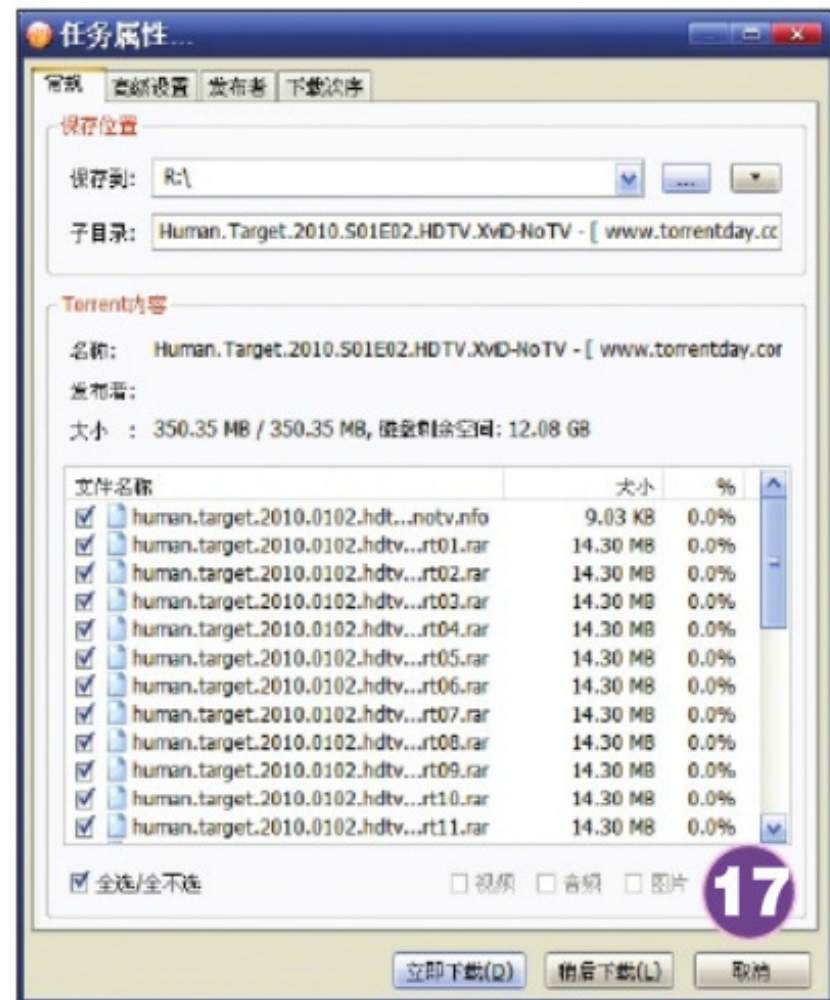 任务属性...
常规 高级设置 发布者 下载次序
保存位置
保存到: R:\ ...
子目录: Human.Target.2010.S01E02.HDTV.XviD-NoTV - [ www.torrentday.cc
Torrent内容
名称: Human.Target.2010.S01E02.HDTV.XviD-NoTV - [ www.torrentday.cor
发布者:
大小 : 350.35 MB / 350.35 MB, 磁盘剩余空间: 12.08 GB
文件名称 大小 %
human.target.2010.0102.hdt...notv.nfo 9.03 KB 0.0%
human.target.2010.0102.hdtv...rt01.rar 14.30 MB 0.0%
human.target.2010.0102.hdtv...rt02.rar 14.30 MB 0.0%
human.target.2010.0102.hdtv...rt03.rar 14.30 MB 0.0%
human.target.2010.0102.hdtv...rt04.rar 14.30 MB 0.0%
human.target.2010.0102.hdtv...rt05.rar 14.30 MB 0.0%
human.target.2010.0102.hdtv...rt06.rar 14.30 MB 0.0%
human.target.2010.0102.hdtv...rt07.rar 14.30 MB 0.0%
human.target.2010.0102.hdtv...rt08.rar 14.30 MB 0.0%
human.target.2010.0102.hdtv...rt09.rar 14.30 MB 0.0%
human.target.2010.0102.hdtv...rt10.rar 14.30 MB 0.0%
human.target.2010.0102.hdtv...rt11.rar 14.30 MB 0.0%
全选/全不选 视频 音频 图片
17
立即下载(D) 稍后下载(L) 取消